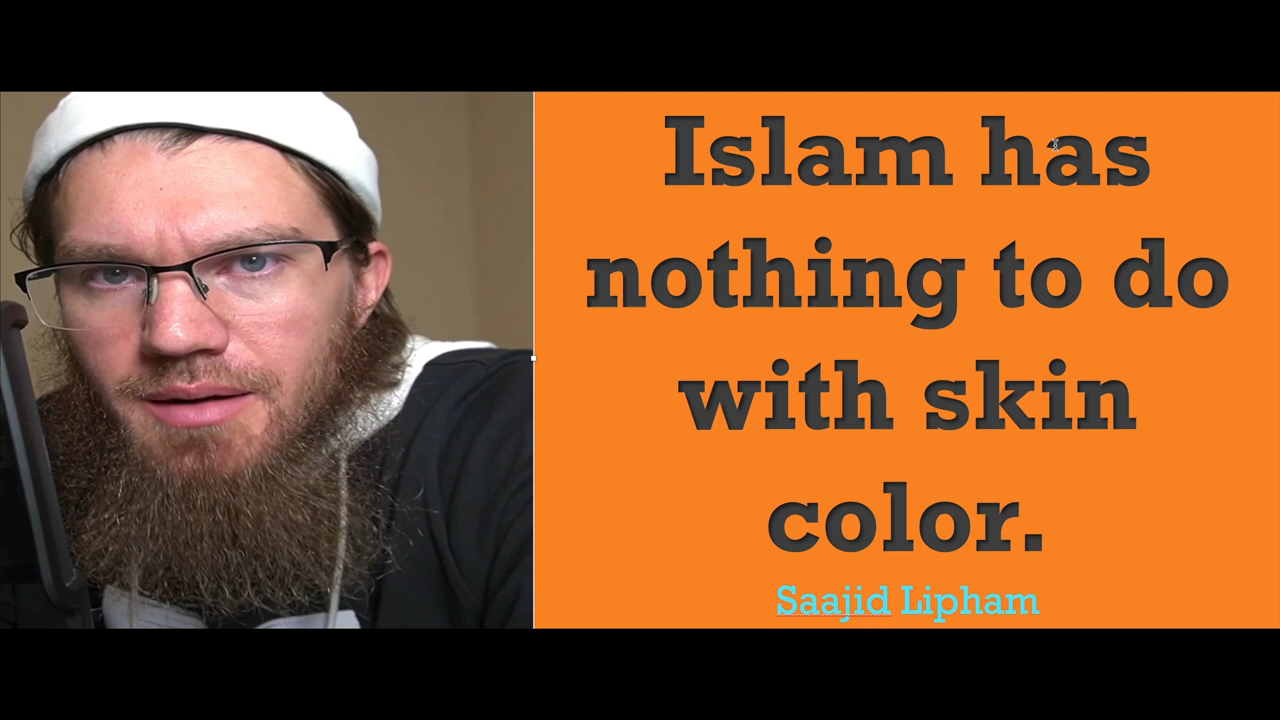 Islam has
nothing to do
with skin
color.
Saajid Lipham